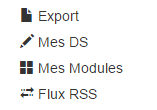 Export
Mes DS
Mes Modules
Flux RSS